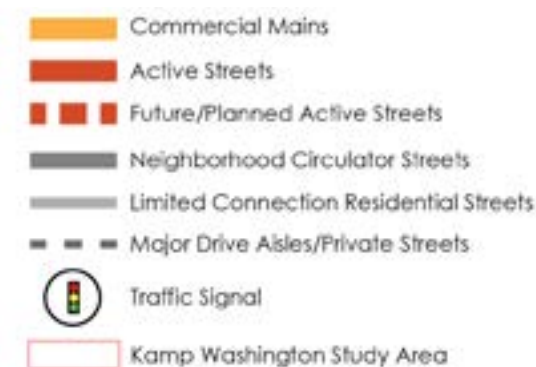 Commercial Mains
Active Streets
Future/Planned Active Streets
Neighborhood Circulator Streets
Limited Connection Residential Streets
Major Drive Aisles/Private Streets
Traffic Signal
Kamp Washington Study Area